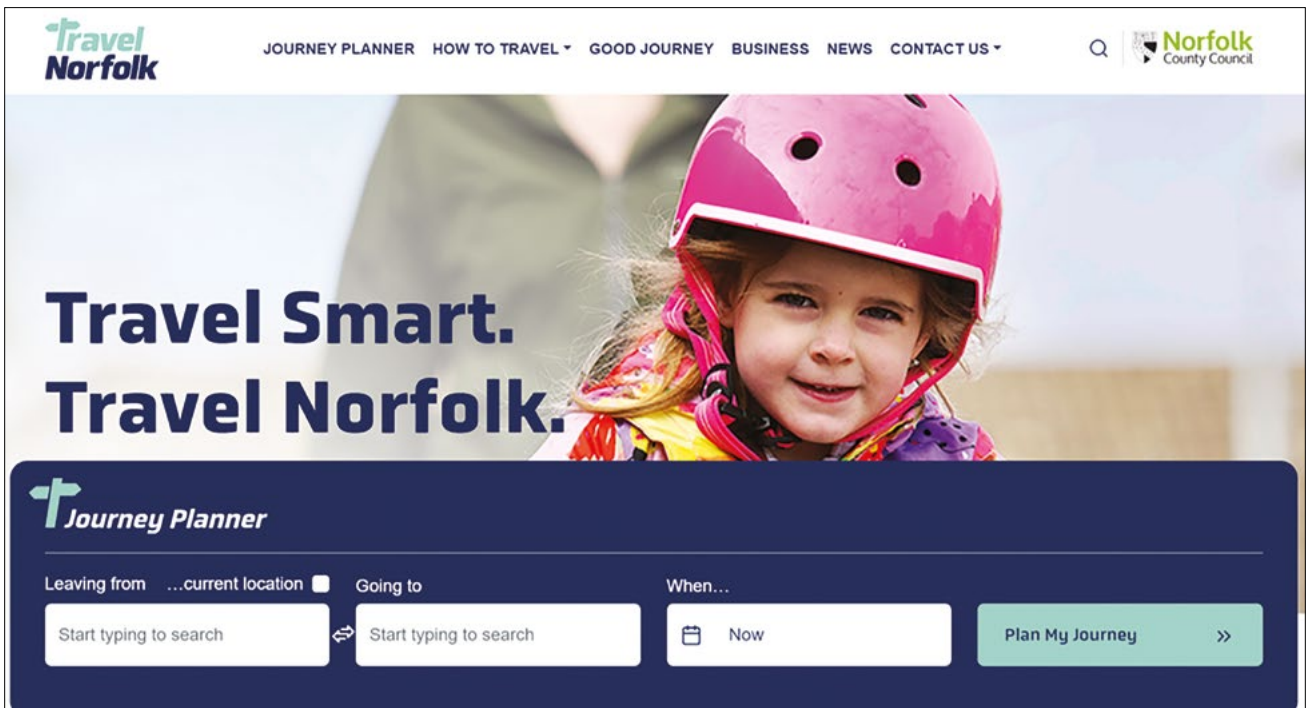 Travel
Norfolk
JOURNEY PLANNER HOW TO TRAVEL GOOD JOURNEY BUSINESS NEWS CONTACT US
Norfolk
County Council
Travel Smart.
Travel Norfolk.
Journey Planner
Leaving from ...current location Going to When...
Start typing to search Start typing to search Now Plan My Journey »